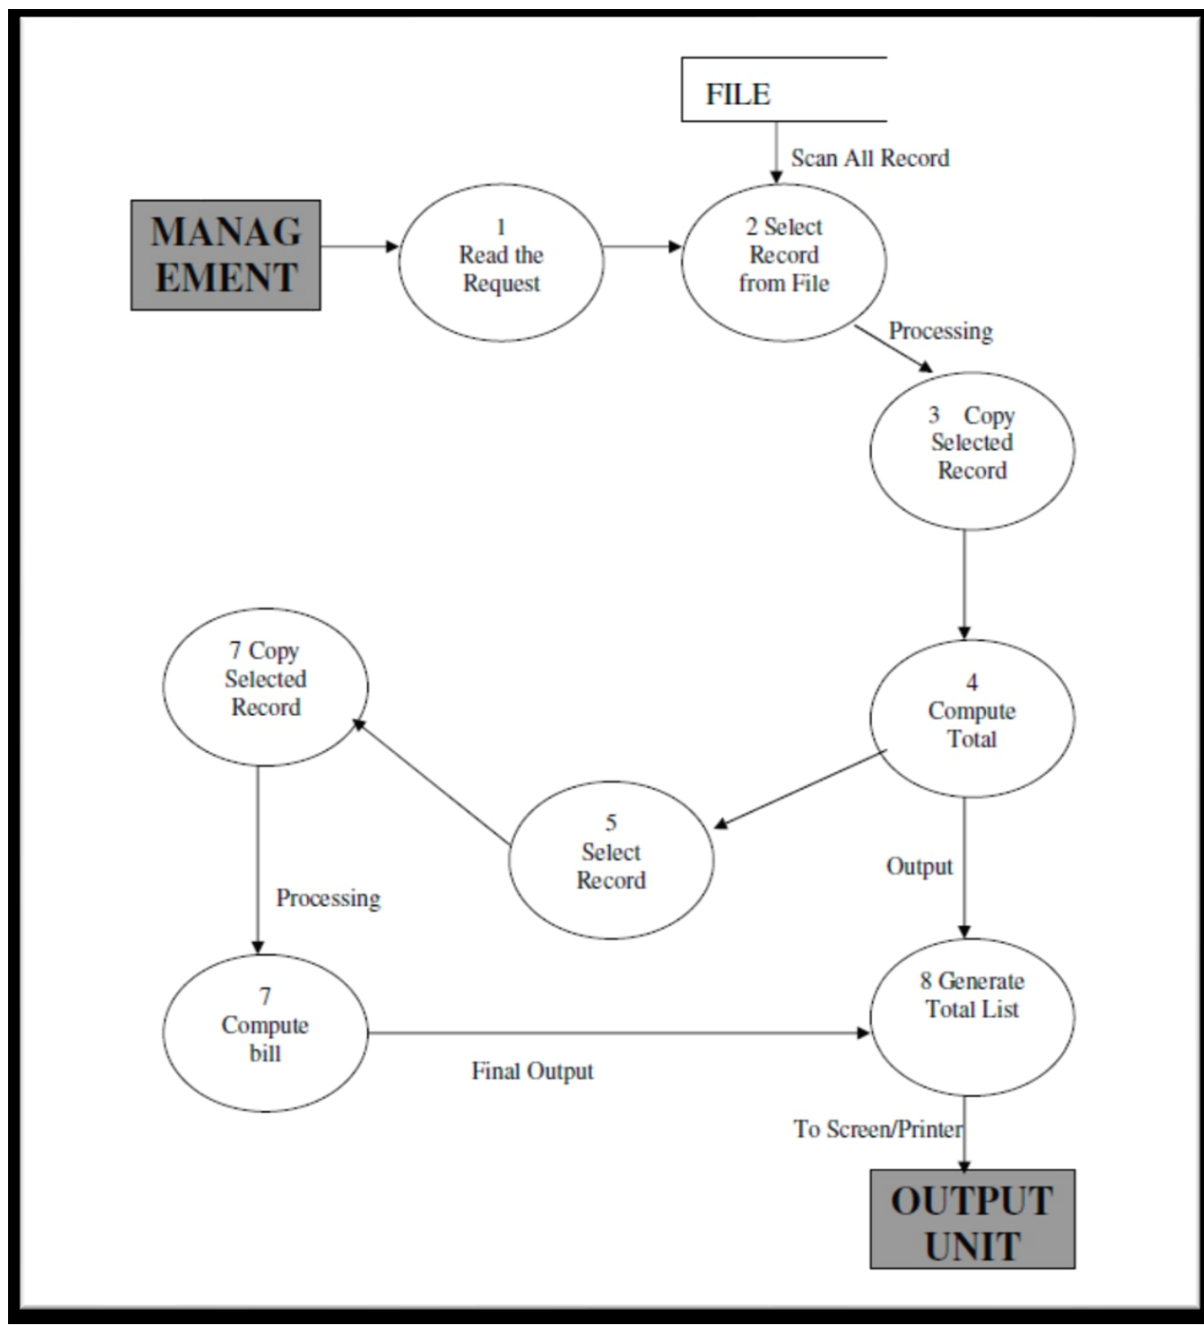 FILE
Scan All Record
MANAG
EMENT
1
Read the
Request
2 Select
Record
from File
Processing
3 Copy
Selected
Record
4
Compute
Total
7 Copy
Selected
Record
5
Select
Record
Output
Processing
7
Compute
bill
8 Generate
Total List
Final Output
To Screen/Printer
OUTPUT
UNIT